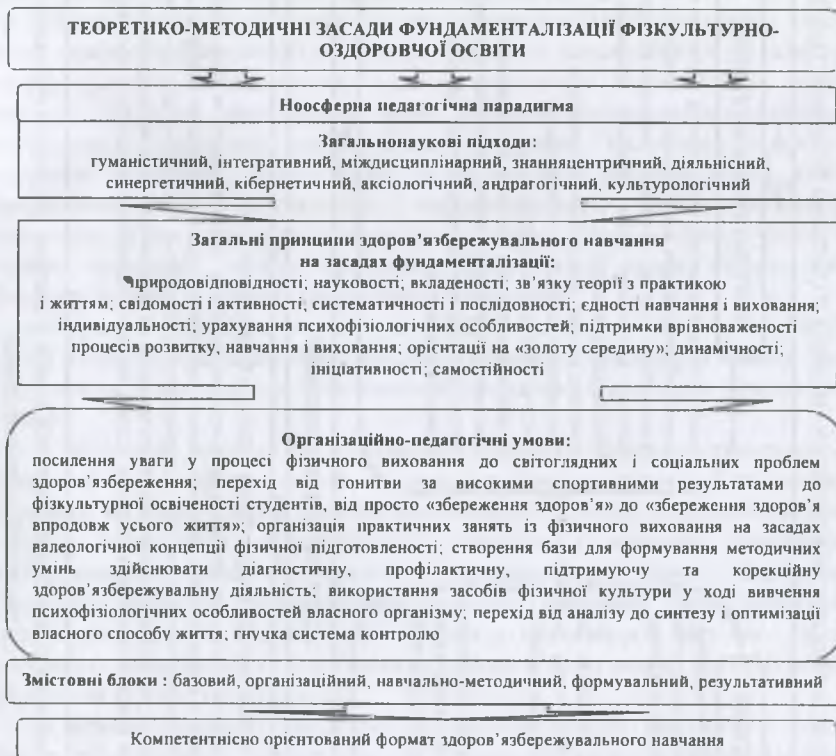 ТЕОРЕТИКО-МЕТОДИЧНІ ЗАСАДИ ФУНДАМЕНТАЛІЗАЦІЇ ФІЗКУЛЬТУРНО-
ОЗДОРОВЧОЇ ОСВІТИ
Ноосферна педагогічна парадигма
Загальнонаукові підходи:
гуманістичний, інтегративний, міждисциплінарний, знаннєцентричний, діяльнісний,
синергетичний, кібернетичний, аксіологічний, андрагогічний, культурологічний
Загальні принципи здоров'язбережувального навчання
на засадах фундаменталізації:
природовідповідності; науковості; вкладеності; зв'язку теорії з практикою
і життям; свідомості і активності, систематичності і послідовності; єдності навчання і виховання;
індивідуальності; урахування психофізіологічних особливостей; підтримки врівноваженості
процесів розвитку, навчання і виховання; орієнтації на «золоту середину»; динамічності;
ініціативності; самостійності
Організаційно-педагогічні умови:
посилення уваги у процесі фізичного виховання до світоглядних і соціальних проблем
здоров'язбереження; перехід від гонитви за високими спортивними результатами до
фізкультурної освіченості студентів, від просто «збереження здоров'я» до «збереження здоров'я
впродовж усього життя»; організація практичних занять із фізичного виховання на засадах
валеологічної концепції фізичної підготовленості; створення бази для формування методичних
умінь здійснювати діагностичну, профілактичну, підтримуючу та корекційну
здоров'язбережувальну діяльність; використання засобів фізичної культури у ході вивчення
психофізіологічних особливостей власного організму; перехід від аналізу до синтезу і оптимізації
власного способу життя; гнучка система контролю
Змістовні блоки : базовий, організаційний, навчально-методичний, формувальний, результативний
Компетентнісно орієнтований формат здоров'язбережувального навчання